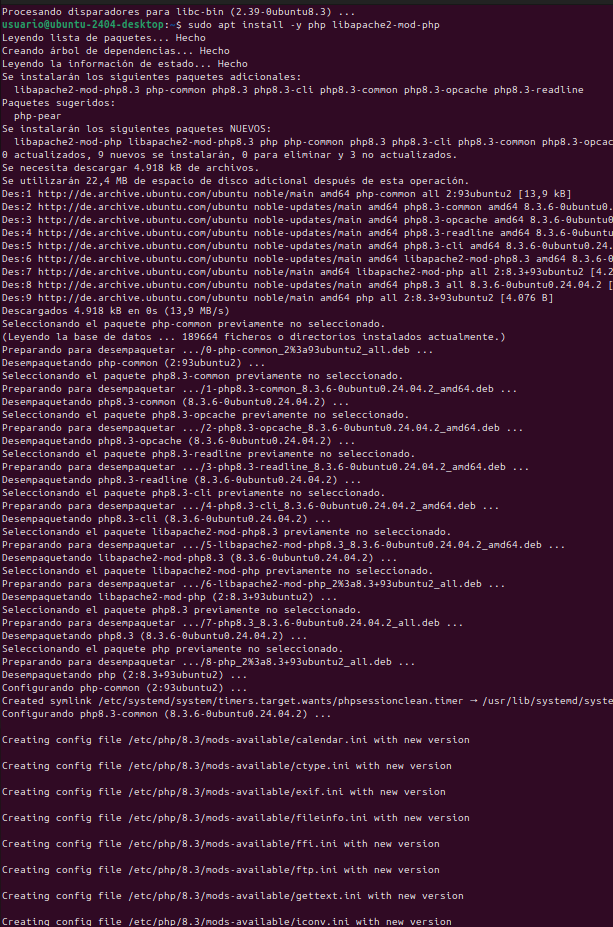 Procesando disparadores para libc-bin (2.39-0ubuntu8.3) ...
usuario@ubuntu-2404-desktop:~$ sudo apt install -y php libapache2-mod-php
Leyendo lista de paquetes... Hecho
Creando árbol de dependencias... Hecho
Leyendo la información de estado... Hecho
Se instalarán los siguientes paquetes adicionales:
  libapache2-mod-php8.3 php-common php8.3 php8.3-cli php8.3-common php8.3-opcache php8.3-readline
Paquetes sugeridos:
  php-pear
Se instalarán los siguientes paquetes NUEVOS:
  libapache2-mod-php libapache2-mod-php8.3 php php-common php8.3 php8.3-cli php8.3-common php8.3-opcac
0 actualizados, 9 nuevos se instalarán, 0 para eliminar y 3 no actualizados.
Se necesita descargar 4.918 kB de archivos.
Se utilizarán 22,4 MB de espacio de disco adicional después de esta operación.
Des:1 http://de.archive.ubuntu.com/ubuntu noble/main amd64 php-common all 2:93ubuntu2 [13,9 kB]
Des:2 http://de.archive.ubuntu.com/ubuntu noble-updates/main amd64 php8.3-common amd64 8.3.6-0ubuntu0.
Des:3 http://de.archive.ubuntu.com/ubuntu noble-updates/main amd64 php8.3-opcache amd64 8.3.6-0ubuntu0
Des:4 http://de.archive.ubuntu.com/ubuntu noble-updates/main amd64 php8.3-readline amd64 8.3.6-0ubuntu
Des:5 http://de.archive.ubuntu.com/ubuntu noble-updates/main amd64 php8.3-cli amd64 8.3.6-0ubuntu0.24.
Des:6 http://de.archive.ubuntu.com/ubuntu noble-updates/main amd64 libapache2-mod-php8.3 amd64 8.3.6-0
Des:7 http://de.archive.ubuntu.com/ubuntu noble/main amd64 libapache2-mod-php all 2:8.3+93ubuntu2 [4.2
Des:8 http://de.archive.ubuntu.com/ubuntu noble-updates/main amd64 php8.3 all 8.3.6-0ubuntu0.24.04.2 [
Des:9 http://de.archive.ubuntu.com/ubuntu noble/main amd64 php all 2:8.3+93ubuntu2 [4.076 B]
Descargados 4.918 kB en 0s (13,9 MB/s)
Seleccionando el paquete php-common previamente no seleccionado.
(Leyendo la base de datos ... 189664 ficheros o directorios instalados actualmente.)
Preparando para desempaquetar .../0-php-common_2%3a93ubuntu2_all.deb ...
Desempaquetando php-common (2:93ubuntu2) ...
Seleccionando el paquete php8.3-common previamente no seleccionado.
Preparando para desempaquetar .../1-php8.3-common_8.3.6-0ubuntu0.24.04.2_amd64.deb ...
Desempaquetando php8.3-common (8.3.6-0ubuntu0.24.04.2) ...
Seleccionando el paquete php8.3-opcache previamente no seleccionado.
Preparando para desempaquetar .../2-php8.3-opcache_8.3.6-0ubuntu0.24.04.2_amd64.deb ...
Desempaquetando php8.3-opcache (8.3.6-0ubuntu0.24.04.2) ...
Seleccionando el paquete php8.3-readline previamente no seleccionado.
Preparando para desempaquetar .../3-php8.3-readline_8.3.6-0ubuntu0.24.04.2_amd64.deb ...
Desempaquetando php8.3-readline (8.3.6-0ubuntu0.24.04.2) ...
Seleccionando el paquete php8.3-cli previamente no seleccionado.
Preparando para desempaquetar .../4-php8.3-cli_8.3.6-0ubuntu0.24.04.2_amd64.deb ...
Desempaquetando php8.3-cli (8.3.6-0ubuntu0.24.04.2) ...
Seleccionando el paquete libapache2-mod-php8.3 previamente no seleccionado.
Preparando para desempaquetar .../5-libapache2-mod-php8.3_8.3.6-0ubuntu0.24.04.2_amd64.deb ...
Desempaquetando libapache2-mod-php8.3 (8.3.6-0ubuntu0.24.04.2) ...
Seleccionando el paquete libapache2-mod-php previamente no seleccionado.
Preparando para desempaquetar .../6-libapache2-mod-php_2%3a8.3+93ubuntu2_all.deb ...
Desempaquetando libapache2-mod-php (2:8.3+93ubuntu2) ...
Seleccionando el paquete php8.3 previamente no seleccionado.
Preparando para desempaquetar .../7-php8.3_8.3.6-0ubuntu0.24.04.2_all.deb ...
Desempaquetando php8.3 (8.3.6-0ubuntu0.24.04.2) ...
Seleccionando el paquete php previamente no seleccionado.
Preparando para desempaquetar .../8-php_2%3a8.3+93ubuntu2_all.deb ...
Desempaquetando php (2:8.3+93ubuntu2) ...
Configurando php-common (2:93ubuntu2) ...
Created symlink /etc/systemd/system/timers.target.wants/phpsessionclean.timer → /usr/lib/systemd/syste
Configurando php8.3-common (8.3.6-0ubuntu0.24.04.2) ...
Creating config file /etc/php/8.3/mods-available/calendar.ini with new version
Creating config file /etc/php/8.3/mods-available/ctype.ini with new version
Creating config file /etc/php/8.3/mods-available/exif.ini with new version
Creating config file /etc/php/8.3/mods-available/fileinfo.ini with new version
Creating config file /etc/php/8.3/mods-available/ffi.ini with new version
Creating config file /etc/php/8.3/mods-available/ftp.ini with new version
Creating config file /etc/php/8.3/mods-available/gettext.ini with new version
Creating config file /etc/php/8.3/mods-available/iconv.ini with new version